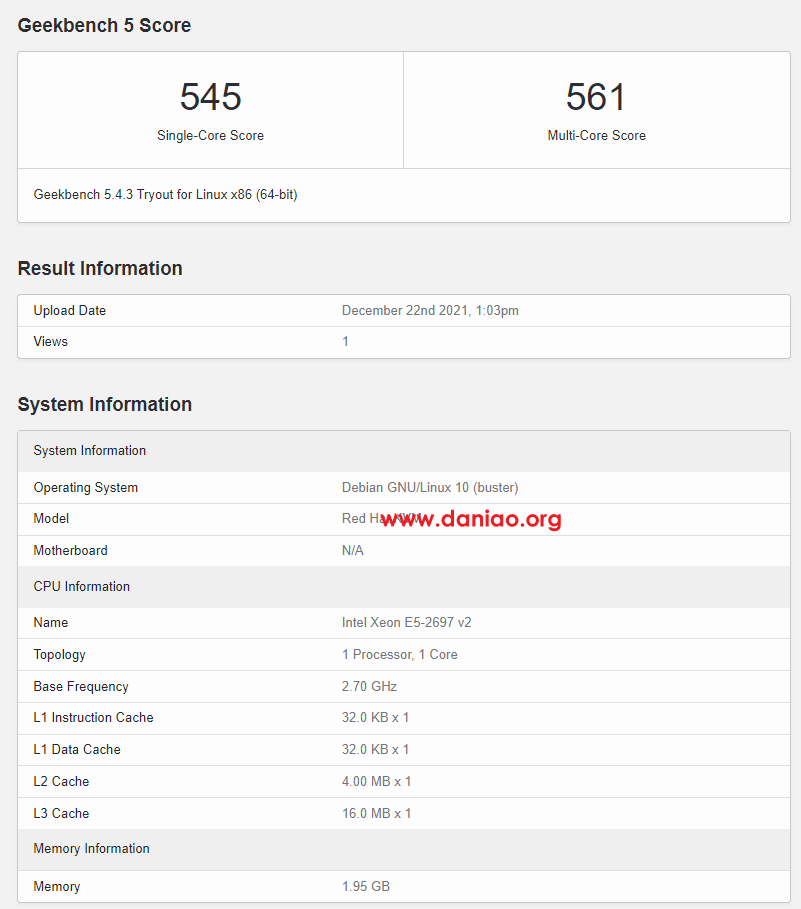 Geekbench 5 Score
545
561
Single-Core Score
Multi-Core Score
Geekbench 5.4.3 Tryout for Linux x86 (64-bit)
Result Information
Upload Date December 22nd 2021, 1:03pm
Views 1
System Information
System Information
Operating System Debian GNU/Linux 10 (buster)
Model Red Hat KVM
www.daniao.org
Motherboard N/A
CPU Information
Name Intel Xeon E5-2697 v2
Topology 1 Processor, 1 Core
Base Frequency 2.70 GHz
L1 Instruction Cache 32.0 KB x 1
L1 Data Cache 32.0 KB x 1
L2 Cache 4.00 MB x 1
L3 Cache 16.0 MB x 1
Memory Information
Memory 1.95 GB